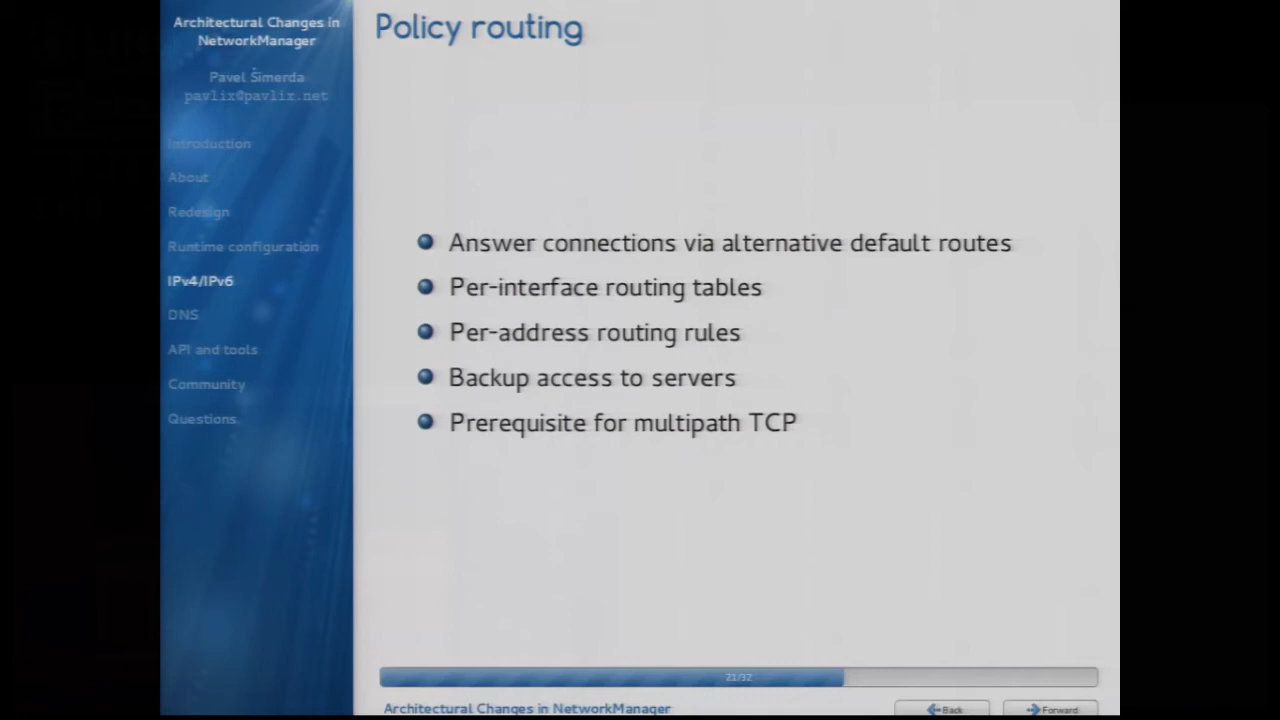 Architectural Changes in
NetworkManager
Pavel Šimerda
pavlix@pavlix.net
Introduction
About
Redesign
Runtime configuration
IPv4/IPv6
DNS
API and tools
Community
Questions
Policy routing
Answer connections via alternative default routes
Per-interface routing tables
Per-address routing rules
Backup access to servers
Prerequisite for multipath TCP
21/32
Architectural Changes in NetworkManager
Back
Forward